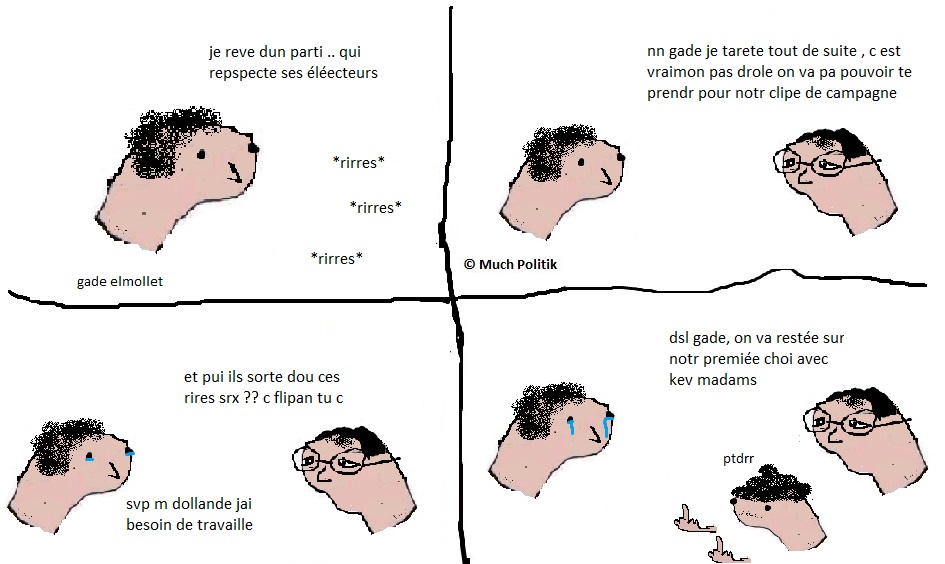 je reve dun parti .. qui
repspecte ses éléecteurs
*rirres*
*rirres*
*rirres*
gade elmollet
nn gade je tarete tout de suite , c est
vraimon pas drole on va pa pouvoir te
prendr pour notr clipe de campagne
© Much Politik
et pui ils sorte dou ces
rires srx ?? c flipan tu c
svp m dollande jai
besoin de travaille
dsl gade, on va restée sur
notr premiée choi avec
kev madams
ptdrr